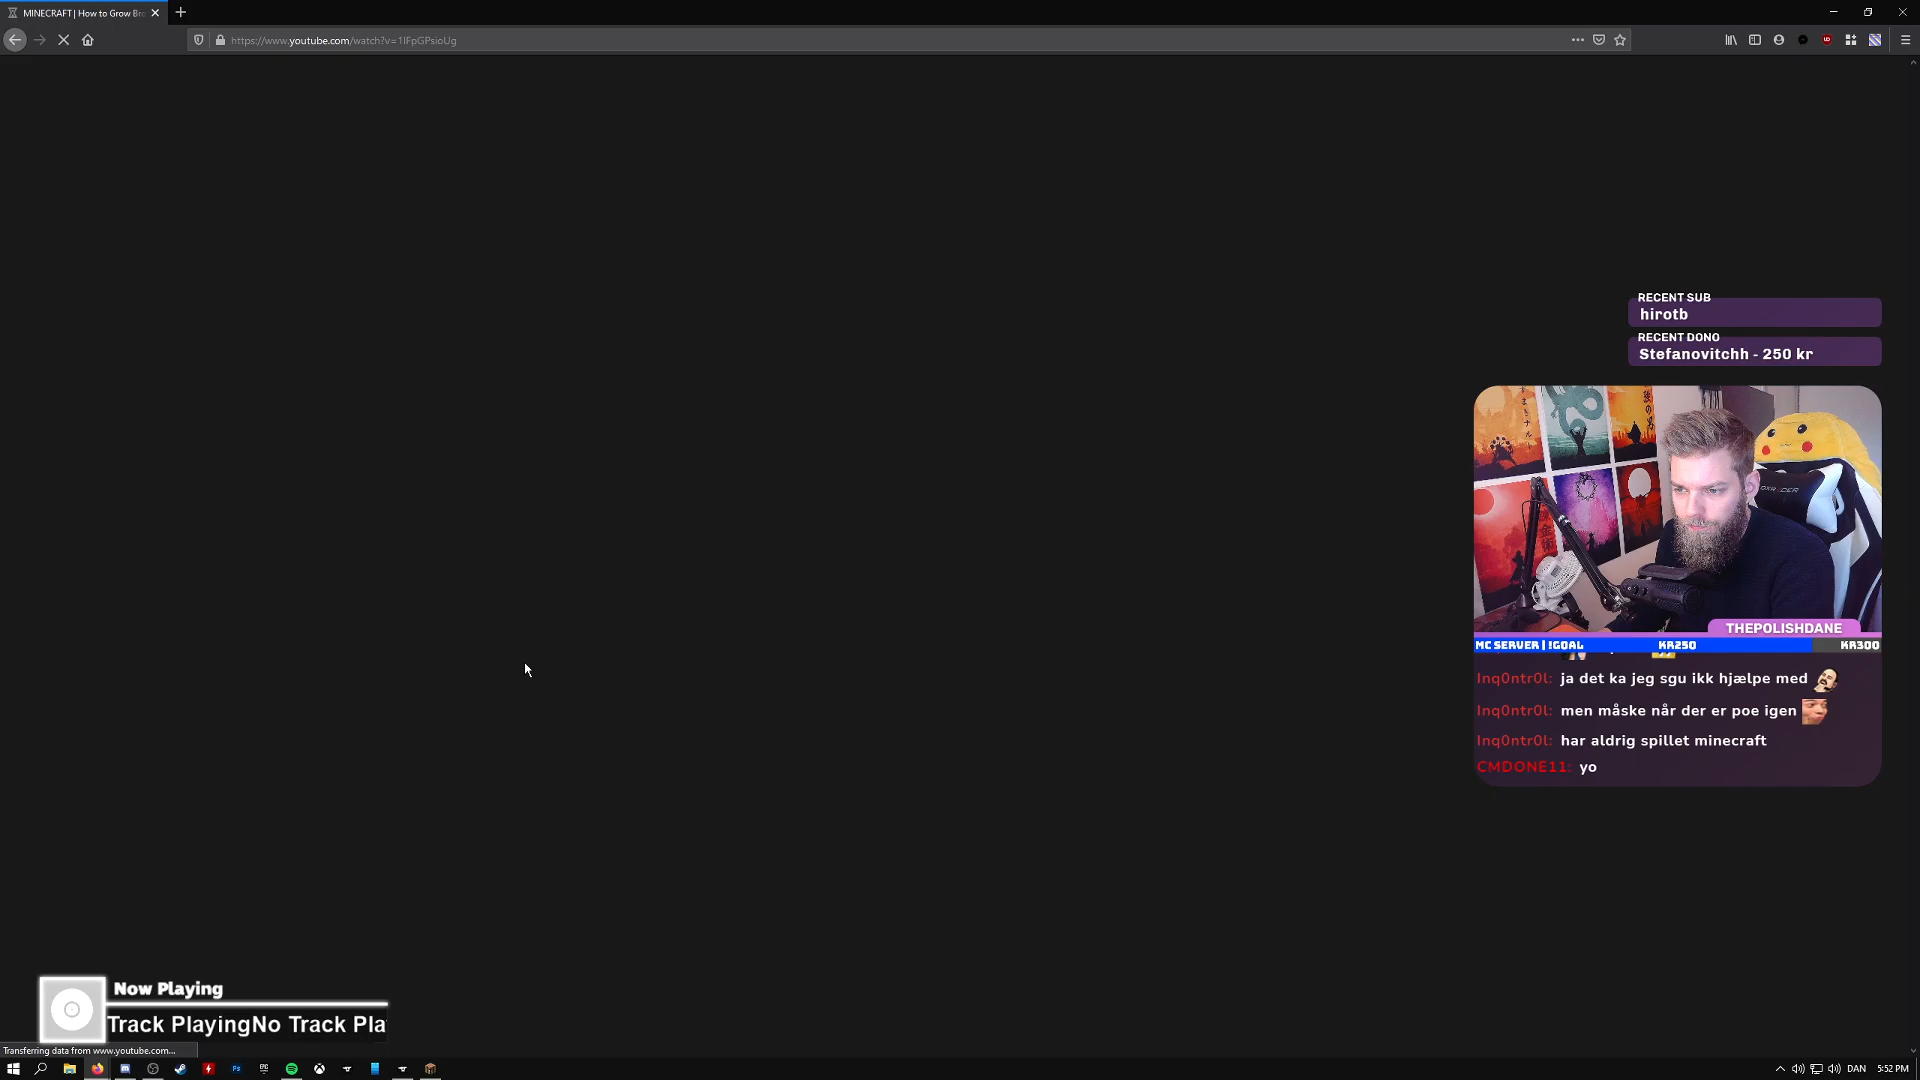 MINECRAFT | How to Grow Bro
https://www.youtube.com/watch?v=1IFpGPsioUg
RECENT SUB
hirotb
RECENT DONO
Stefanovitchh - 250 kr
THEPOLISHDANE
MC SERVER | !GOAL KR250 KR300
Inq0ntr0l: ja det ka jeg sgu ikk hjælpe med
Inq0ntr0l: men måske når der er poe igen
Inq0ntr0l: har aldrig spillet minecraft
CMDONE11: yo
Now Playing
Track PlayingNo Track Pla
Transferring data from www.youtube.com...
DAN 5:52 PM